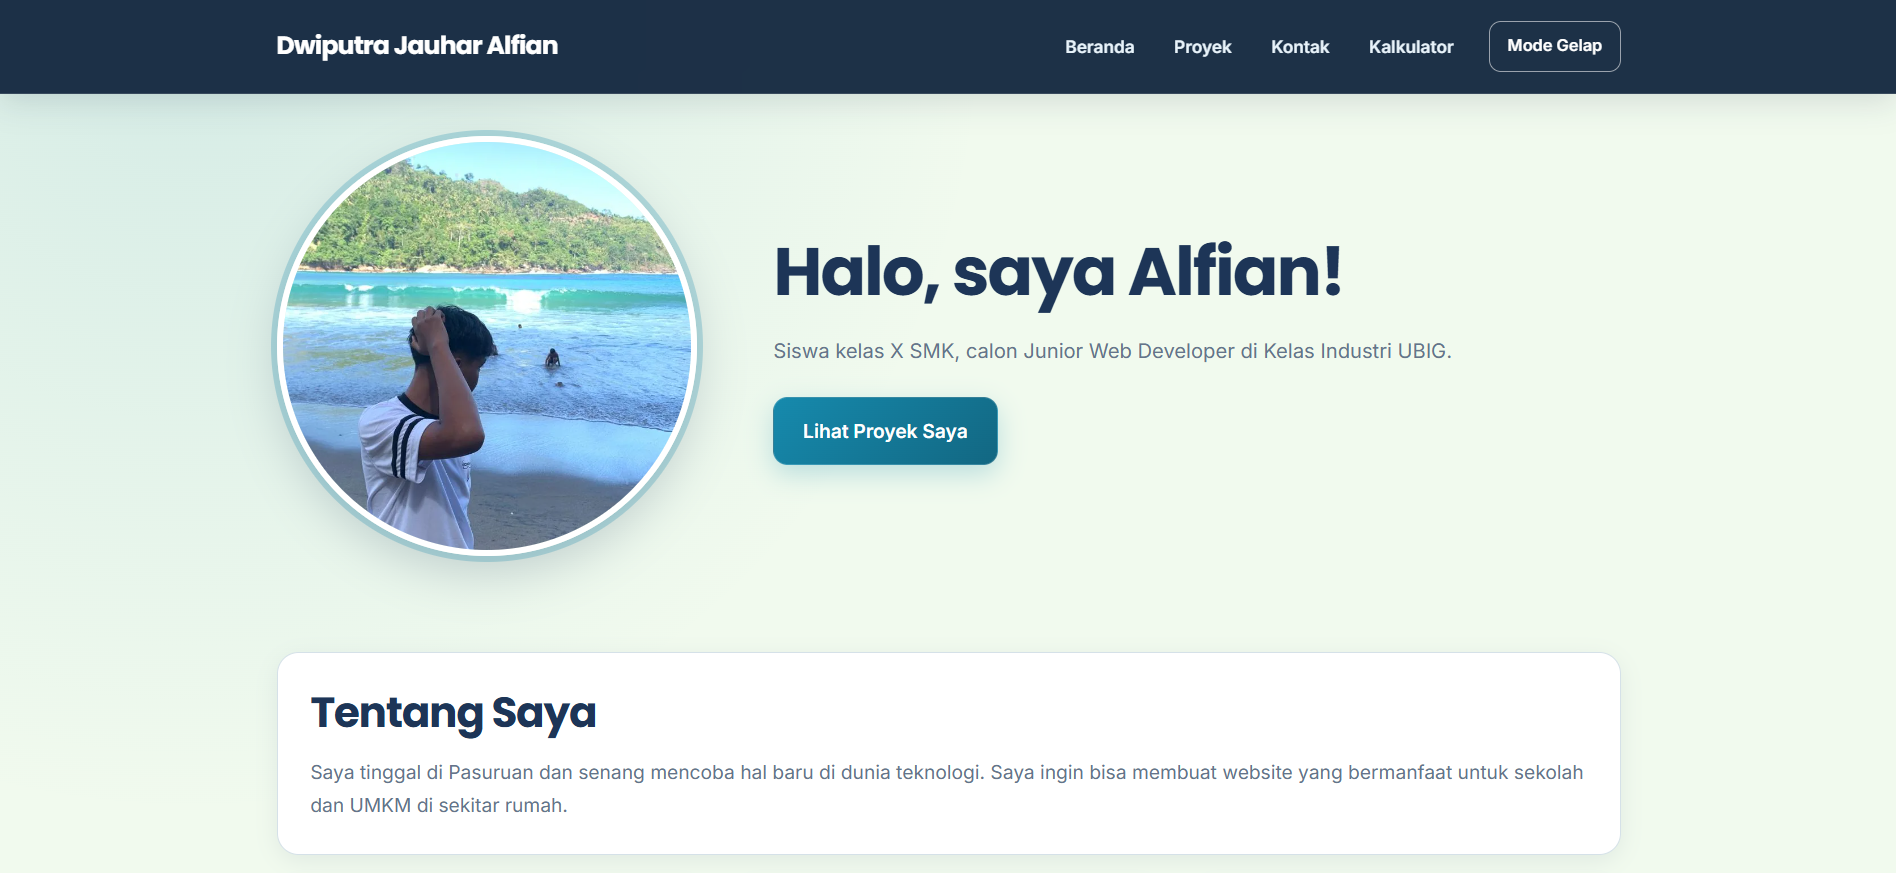 Dwiputra Jauhar Alfian
Beranda
Proyek
Kontak
Kalkulator
Mode Gelap
Halo, saya Alfian!
Siswa kelas X SMK, calon Junior Web Developer di Kelas Industri UBIG.
Lihat Proyek Saya
Tentang Saya
Saya tinggal di Pasuruan dan senang mencoba hal baru di dunia teknologi. Saya ingin bisa membuat website yang bermanfaat untuk sekolah
dan UMKM di sekitar rumah.